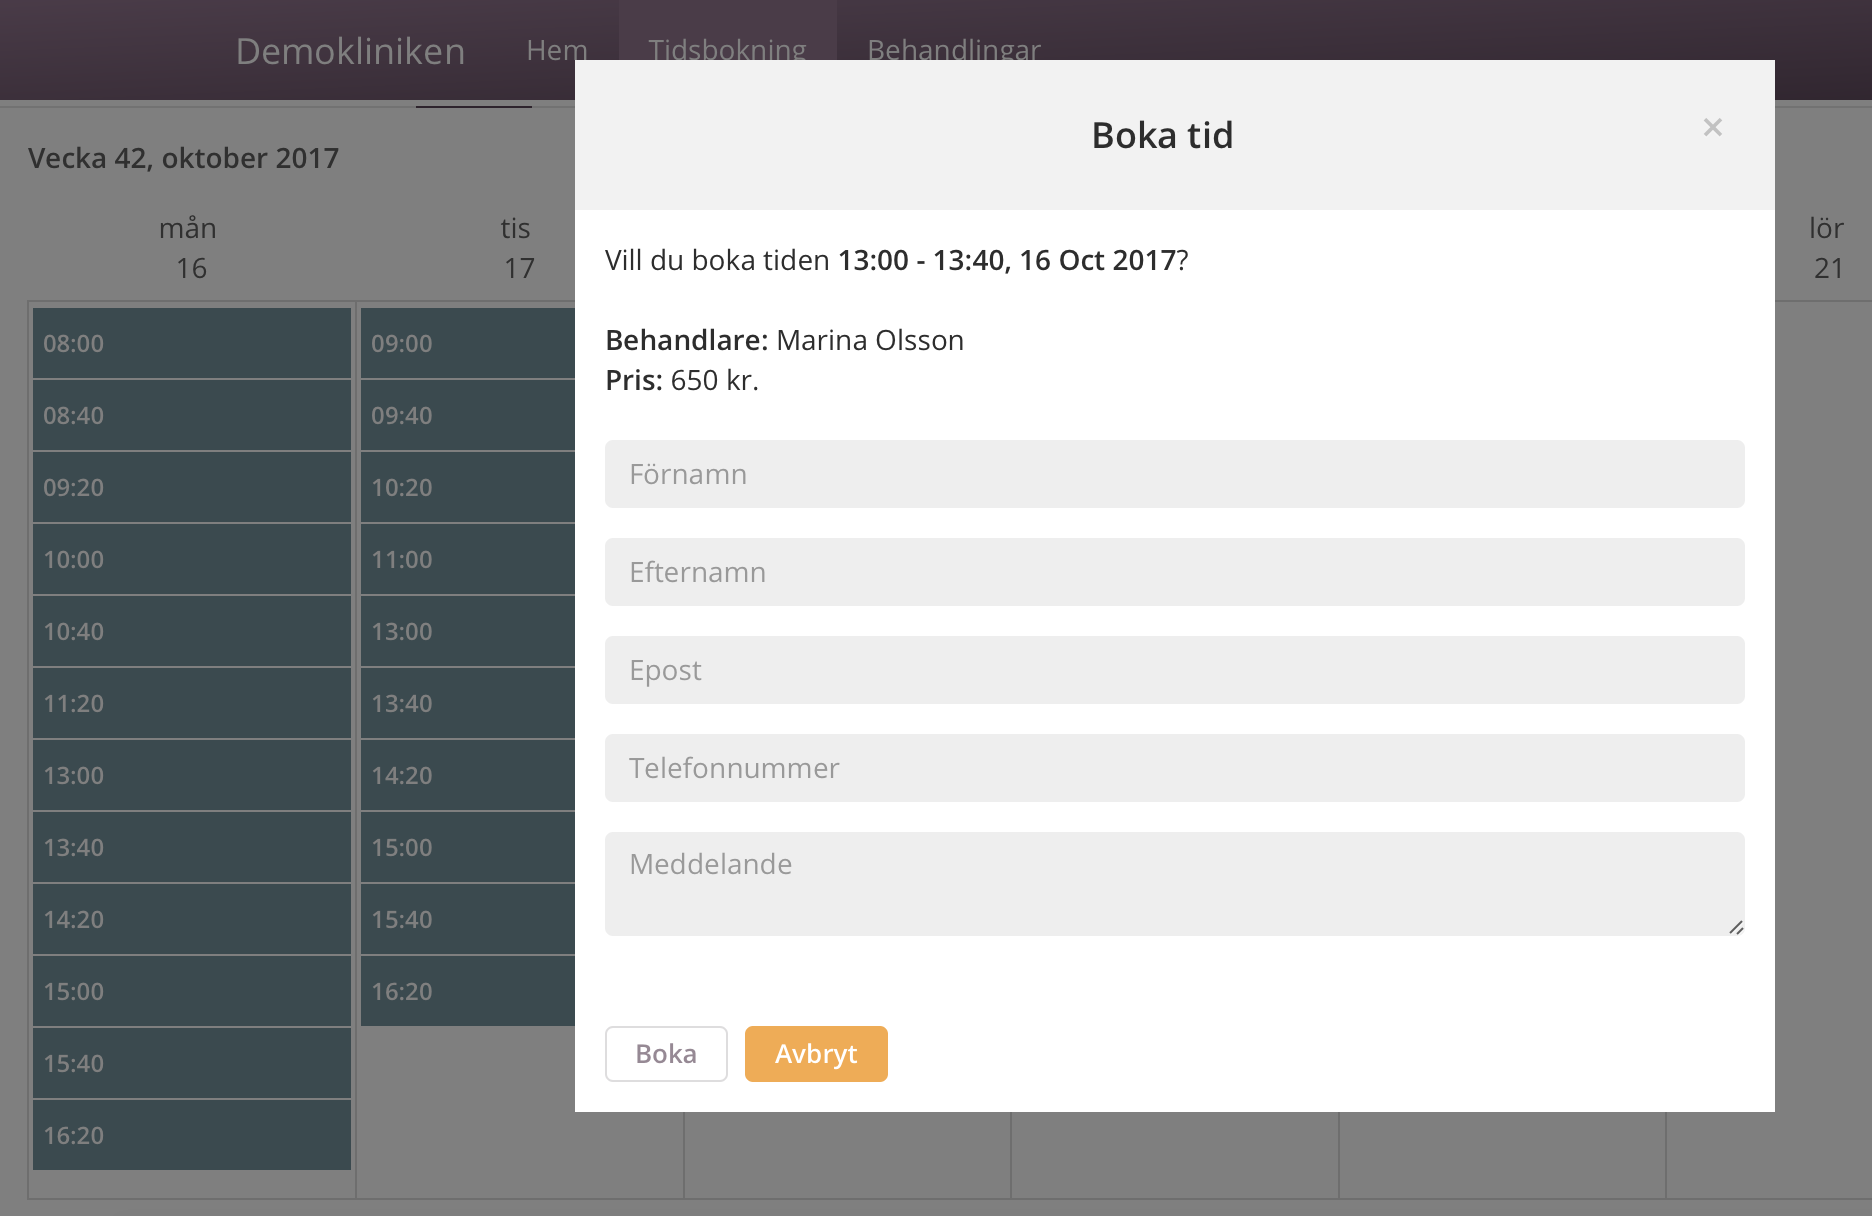 Demokliniken
Hem
Tidsbokning
Behandlingar
Vecka 42, oktober 2017
mån
16
tis
17
lör
21
08:00
08:40
09:20
10:00
10:40
11:20
13:00
13:40
14:20
15:00
15:40
16:20
09:00
09:40
10:20
11:00
13:00
13:40
14:20
15:00
15:40
16:20
Boka tid
×
Vill du boka tiden 13:00 - 13:40, 16 Oct 2017?
Behandlare: Marina Olsson
Pris: 650 kr.
Förnamn
Efternamn
Epost
Telefonnummer
Meddelande
Boka
Avbryt